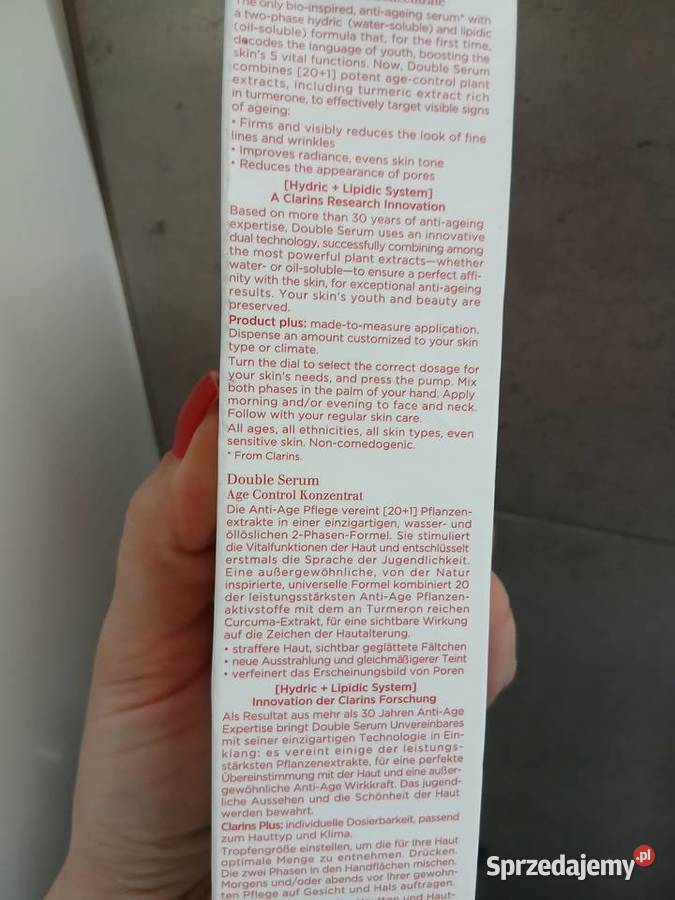 The only bio-inspired, anti-ageing serum* with
a two-phase hydric (water-soluble) and lipidic
(oil-soluble) formula that, for the first time,
decodes the language of youth, boosting the
skin's 5 vital functions. Now, Double Serum
combines [20+1] potent age-control plant
extracts, including turmeric extract rich
in turmerone, to effectively target visible signs
of ageing:
• Firms and visibly reduces the look of fine
lines and wrinkles
• Improves radiance, evens skin tone
• Reduces the appearance of pores
[Hydric + Lipidic System]
A Clarins Research Innovation
Based on more than 30 years of anti-ageing
expertise, Double Serum uses an innovative
dual technology, successfully combining among
the most powerful plant extracts—whether
water- or oil-soluble—to ensure a perfect affi-
nity with the skin, for exceptional anti-ageing
results. Your skin's youth and beauty are
preserved.
Product plus: made-to-measure application.
Dispense an amount customized to your skin
type or climate.
Turn the dial to select the correct dosage for
your skin's needs, and press the pump. Mix
both phases in the palm of your hand. Apply
morning and/or evening to face and neck.
Follow with your regular skin care.
All ages, all ethnicities, all skin types, even
sensitive skin. Non-comedogenic.
* From Clarins.
Double Serum
Age Control Konzentrat
Die Anti-Age Pflege vereint [20+1] Pflanzen-
extrakte in einer einzigartigen, wasser- und
öllöslichen 2-Phasen-Formel. Sie stimuliert
die Vitalfunktionen der Haut und entschlüsselt
erstmals die Sprache der Jugendlichkeit.
Eine außergewöhnliche, von der Natur
inspirierte, universelle Formel kombiniert 20
der leistungsstärksten Anti-Age Pflanzen-
aktivstoffe mit dem an Turmeron reichen
Curcuma-Extrakt, für eine sichtbare Wirkung
auf die Zeichen der Hautalterung.
• straffere Haut, sichtbar geglättete Fältchen
• neue Ausstrahlung und gleichmäßigerer Teint
• verfeinert das Erscheinungsbild von Poren
[Hydric + Lipidic System]
Innovation der Clarins Forschung
Als Resultat aus mehr als 30 Jahren Anti-Age
Expertise bringt Double Serum Unvereinbares
mit seiner einzigartigen Technologie in Ein-
klang: es vereint einige der leistungs-
stärksten Pflanzenextrakte, für eine perfekte
Übereinstimmung mit der Haut und eine außer-
gewöhnliche Anti-Age Wirkkraft. Das jugend-
liche Aussehen und die Schönheit der Haut
werden bewahrt.
Clarins Plus: individuelle Dosierbarkeit, passend
zum Hauttyp und Klima.
Tropfengröße einstellen, um die für Ihre Haut
optimale Menge zu entnehmen. Drücken.
Die zwei Phasen in den Handflächen mischen.
Morgens und/oder abends vor Ihrer gewohn-
ten Pflege auf Gesicht und Hals auftragen.
und Haut-
Sprzedajemy.pl